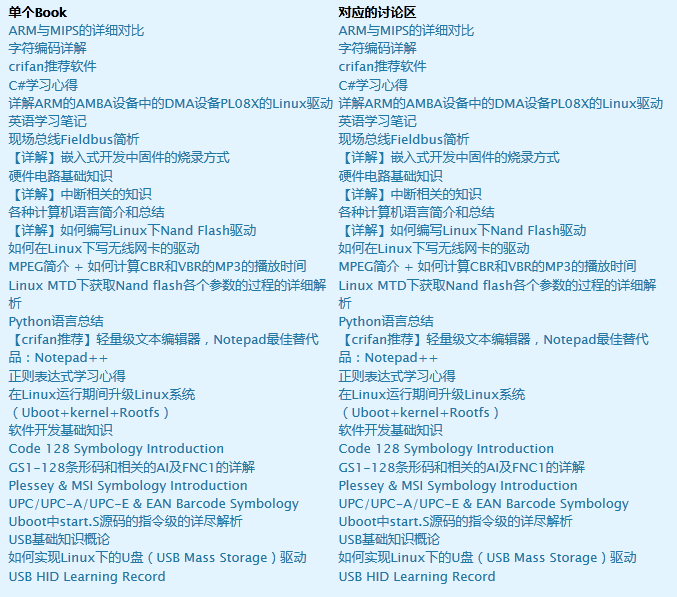 单个Book 对应的讨论区
ARM与MIPS的详细对比 ARM与MIPS的详细对比
字符编码详解 字符编码详解
crifan推荐软件 crifan推荐软件
C#学习心得 C#学习心得
详解ARM的AMBA设备中的DMA设备PL08X的Linux驱动 详解ARM的AMBA设备中的DMA设备PL08X的Linux驱动
英语学习笔记 英语学习笔记
现场总线Fieldbus简析 现场总线Fieldbus简析
【详解】嵌入式开发中固件的烧录方式 【详解】嵌入式开发中固件的烧录方式
硬件电路基础知识 硬件电路基础知识
【详解】中断相关的知识 【详解】中断相关的知识
各种计算机语言简介和总结 各种计算机语言简介和总结
【详解】如何编写Linux下Nand Flash驱动 【详解】如何编写Linux下Nand Flash驱动
如何在Linux下写无线网卡的驱动 如何在Linux下写无线网卡的驱动
MPEG简介 + 如何计算CBR和VBR的MP3的播放时间 MPEG简介 + 如何计算CBR和VBR的MP3的播放时间
Linux MTD下获取Nand flash各个参数的过程的详细解 Linux MTD下获取Nand flash各个参数的过程的详细解
析 析
Python语言总结 Python语言总结
【crifan推荐】轻量级文本编辑器，Notepad最佳替代 【crifan推荐】轻量级文本编辑器，Notepad最佳替代
品：Notepad++ 品：Notepad++
正则表达式学习心得 正则表达式学习心得
在Linux运行期间升级Linux系统 在Linux运行期间升级Linux系统
（Uboot+kernel+Rootfs） （Uboot+kernel+Rootfs）
软件开发基础知识 软件开发基础知识
Code 128 Symbology Introduction Code 128 Symbology Introduction
GS1-128条形码和相关的AI及FNC1的详解 GS1-128条形码和相关的AI及FNC1的详解
Plessey & MSI Symbology Introduction Plessey & MSI Symbology Introduction
UPC/UPC-A/UPC-E & EAN Barcode Symbology UPC/UPC-A/UPC-E & EAN Barcode Symbology
Uboot中start.S源码的指令级的详尽解析 Uboot中start.S源码的指令级的详尽解析
USB基础知识概论 USB基础知识概论
如何实现Linux下的U盘（USB Mass Storage）驱动 如何实现Linux下的U盘（USB Mass Storage）驱动
USB HID Learning Record USB HID Learning Record